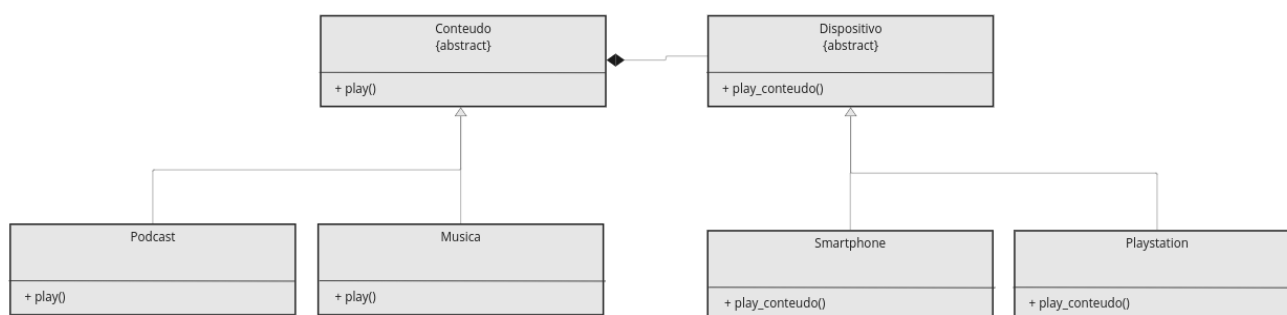 Conteudo
{abstract}
+ play()
Dispositivo
{abstract}
+ play_conteudo()
Podcast
+ play()
Musica
+ play()
Smartphone
+ play_conteudo()
Playstation
+ play_conteudo()